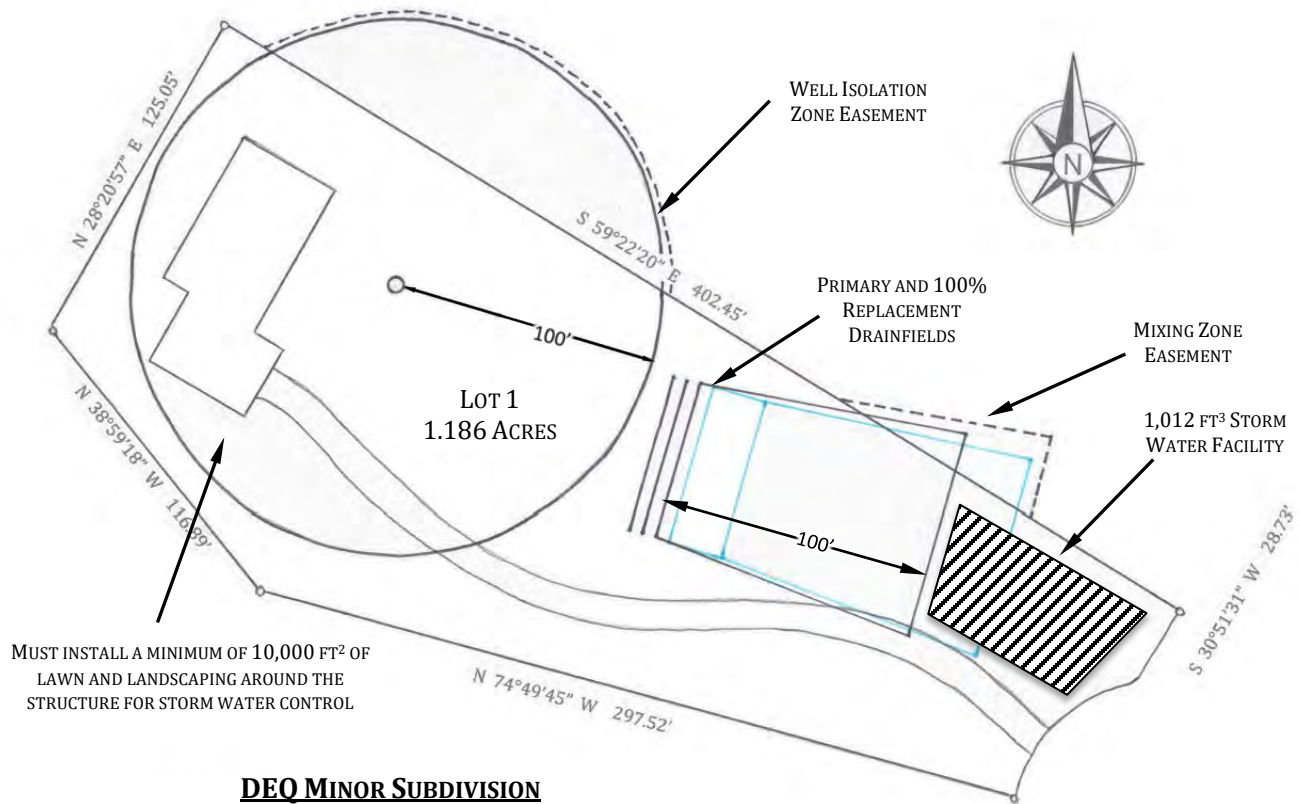 WELL ISOLATION
ZONE EASEMENT
N 28°20'57" E 125.05'
N
S 59°22'20" E 402.45'
PRIMARY AND 100%
REPLACEMENT
DRAINFIELDS
MIXING ZONE
EASEMENT
100'
LOT 1
1.186 ACRES
1,012 FT³ STORM
WATER FACILITY
N 38°59'18" W 116.89'
100'
S 30°51'31" W 28.73'
MUST INSTALL A MINIMUM OF 10,000 FT² OF
LAWN AND LANDSCAPING AROUND THE
STRUCTURE FOR STORM WATER CONTROL
N 74°49'45" W 297.52'
DEQ MINOR SUBDIVISION